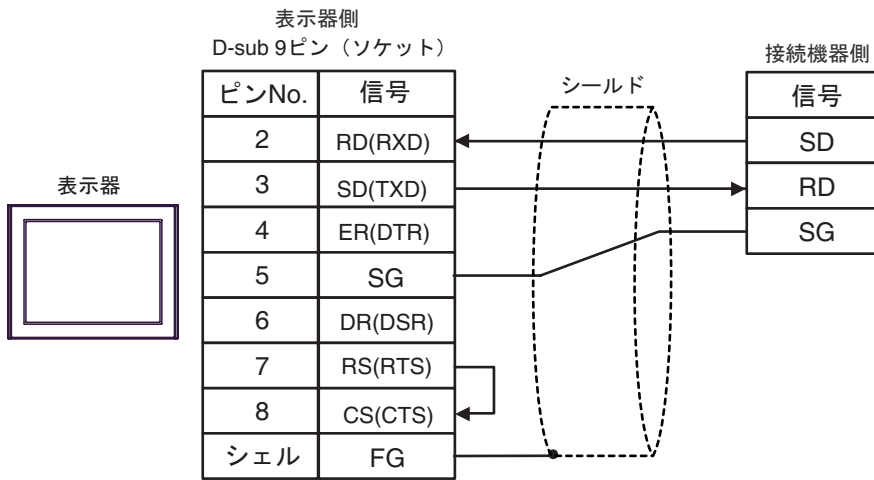 表示器側
D-sub 9ピン（ソケット）
接続機器側
ピンNo. 信号
シールド
信号
2 RD(RXD)
SD
3 SD(TXD)
RD
表示器
4 ER(DTR)
SG
5 SG
6 DR(DSR)
7 RS(RTS)
8 CS(CTS)
シェル FG